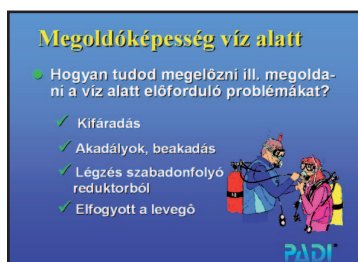 Megoldóképesség víz alatt
Hogyan tudod megelőzni ill. megolda-
ni a víz alatt előforduló problémákat?
Kifáradás
Akadályok, beakadás
Légzés szabadonfolyó
reduktorból
Elfogyott a levegô
PADI